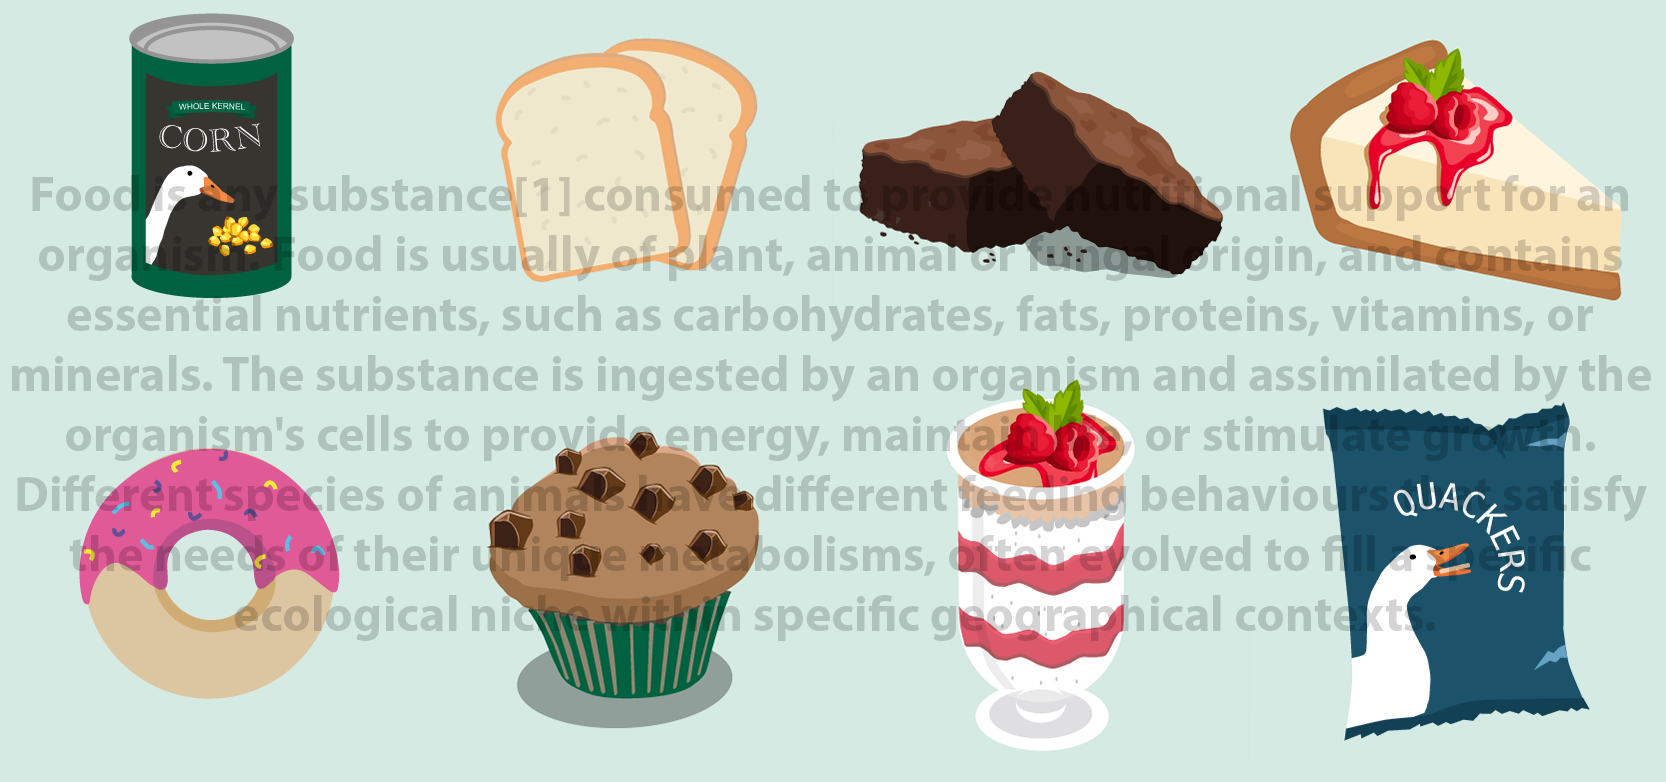 WHOLE KERNEL
CORN
Food is any substance[1] consumed to provide nutritional support for an
organism. Food is usually of plant, animal or fungal origin, and contains
essential nutrients, such as carbohydrates, fats, proteins, vitamins, or
minerals. The substance is ingested by an organism and assimilated by the
organism's cells to provide energy, maintain life, or stimulate growth.
Different species of animals have different feeding behaviours that satisfy
the needs of their unique metabolisms, often evolved to fill a specific
ecological niche within specific geographical contexts.
QUACKERS